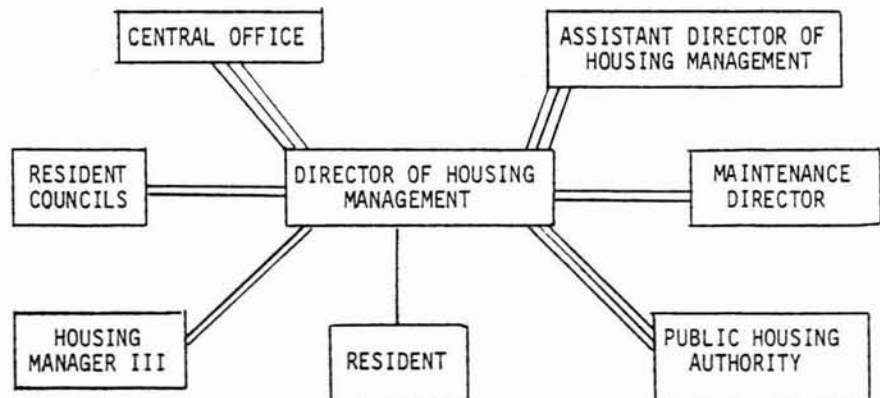 CENTRAL OFFICE
ASSISTANT DIRECTOR OF
HOUSING MANAGEMENT
RESIDENT
COUNCILS
DIRECTOR OF HOUSING
MANAGEMENT
MAINTENANCE
DIRECTOR
HOUSING
MANAGER III
RESIDENT
PUBLIC HOUSING
AUTHORITY